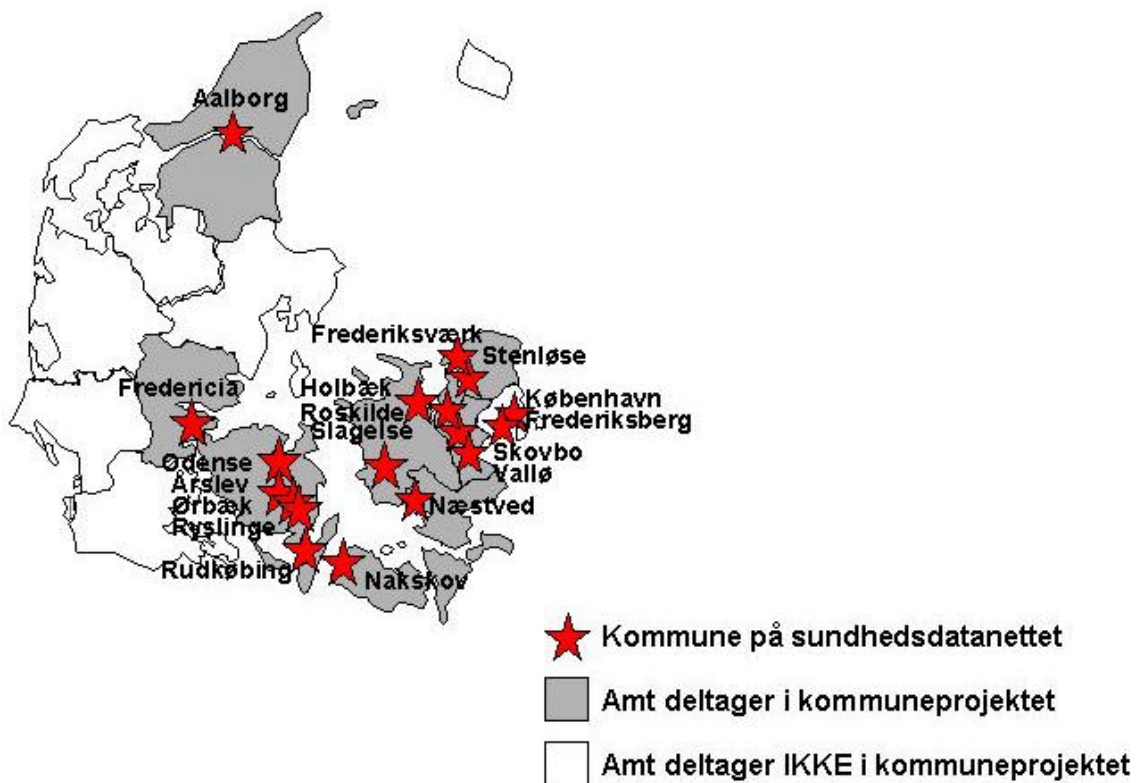 Aalborg
Frederiksværk
Stenløse
Fredericia
Holbæk
København
Roskilde
Frederiksberg
Slagelse
Skovbo
Odense
Vallø
Årslev
Ørbæk
Næstved
Ryslinge
Rudkøbing
Nakskov
Kommune på sundhedsdatanettet
Amt deltager i kommuneprojektet
Amt deltager IKKE i kommuneprojektet